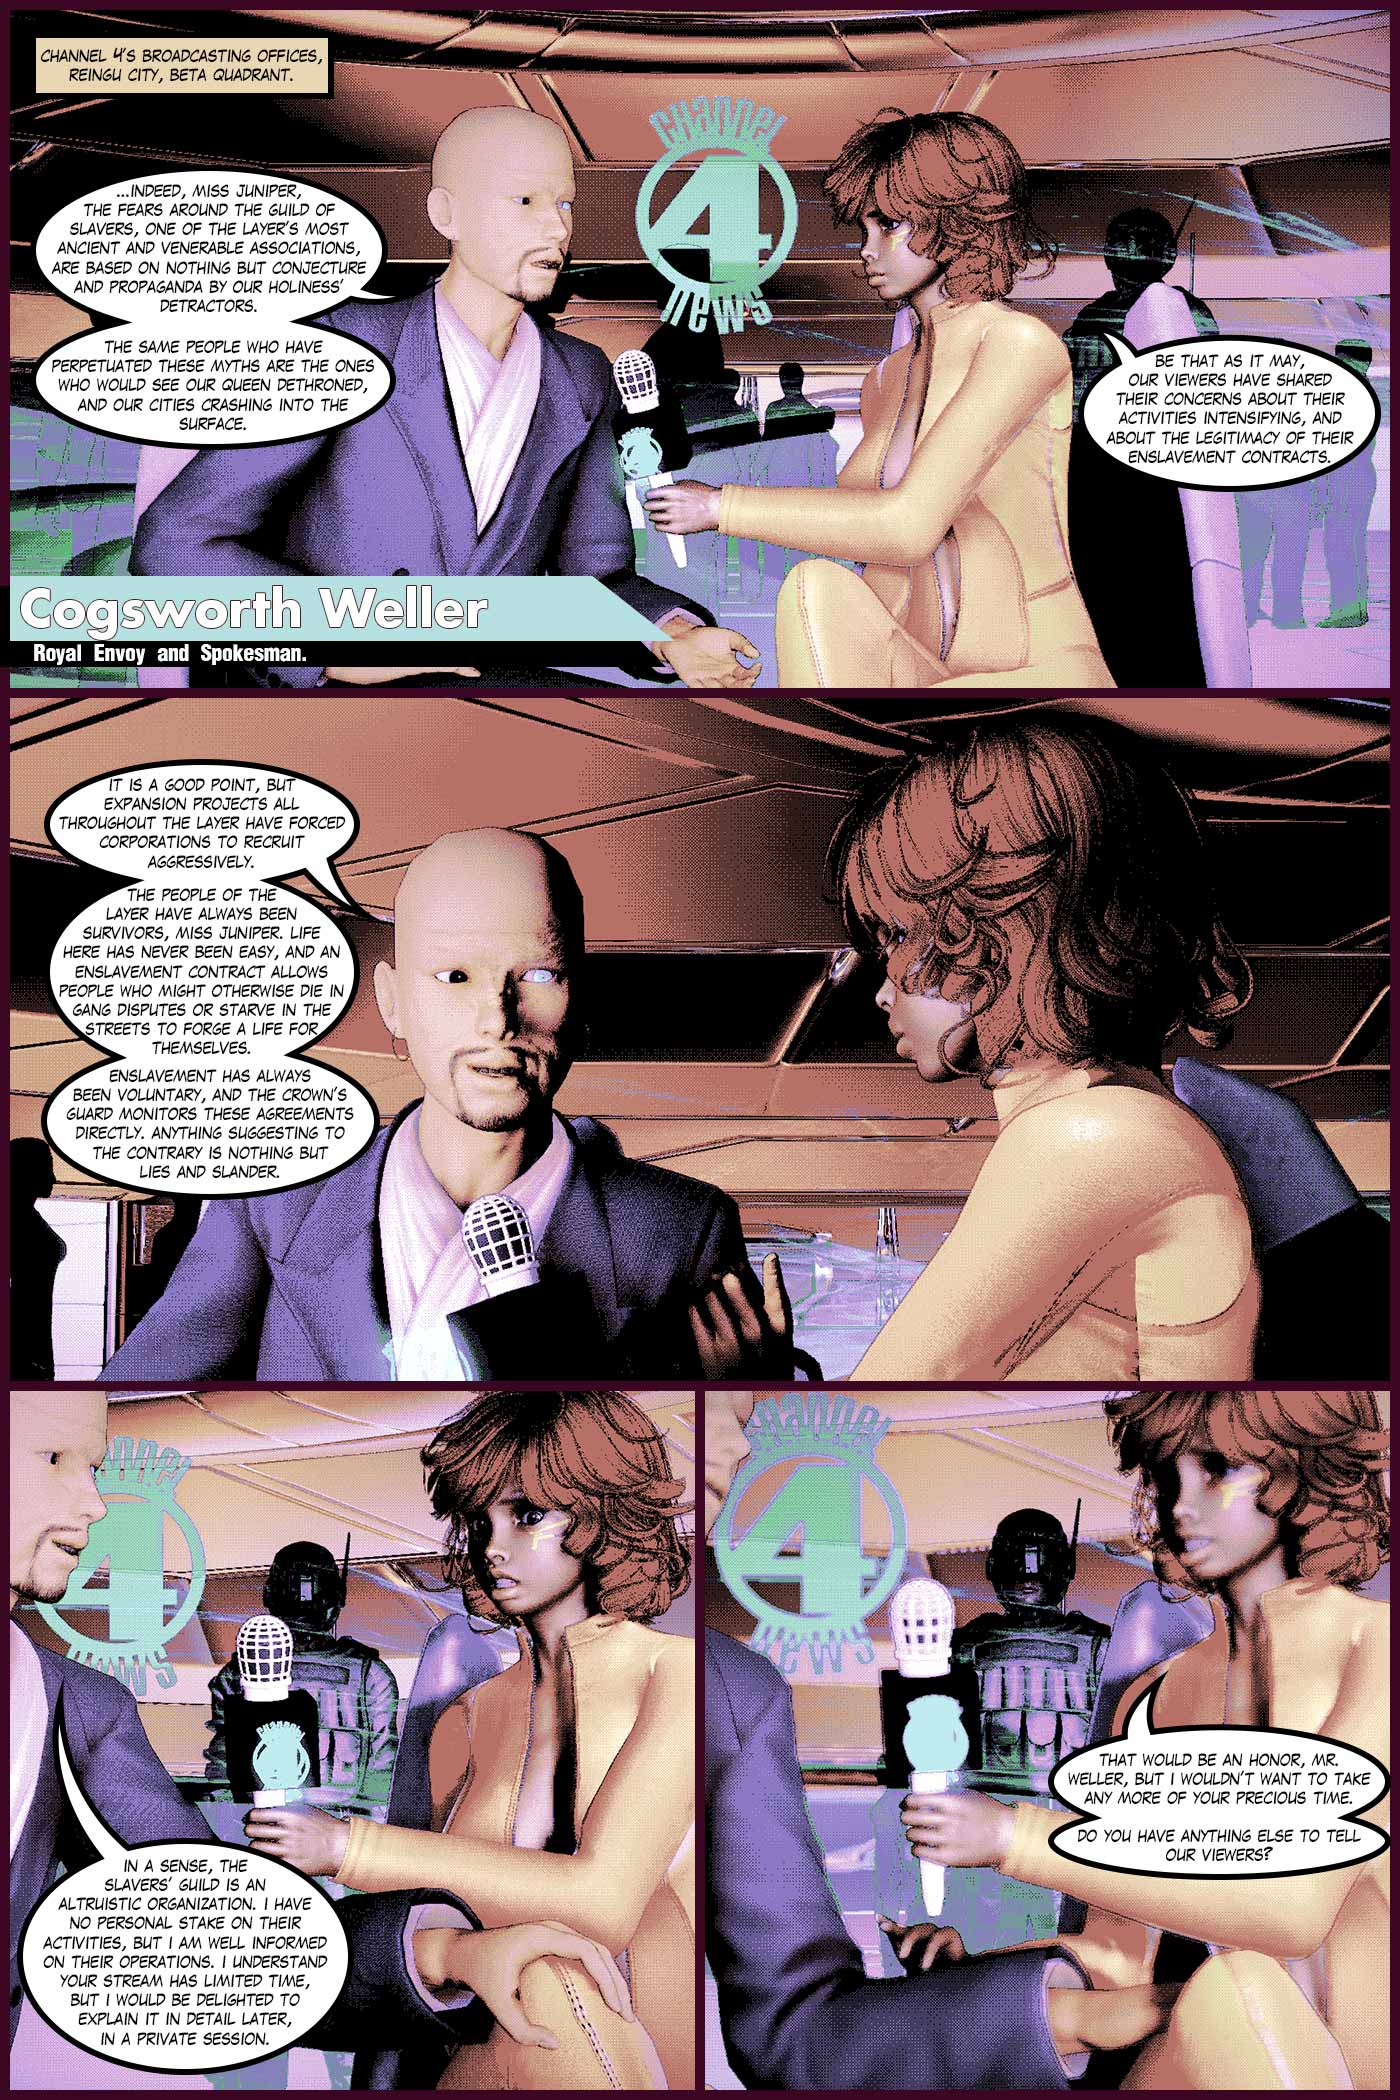 CHANNEL 4'S BROADCASTING OFFICES,
REINGU CITY, BETA QUADRANT.
...INDEED, MISS JUNIPER,
THE FEARS AROUND THE GUILD OF
SLAVERS, ONE OF THE LAYER'S MOST
ANCIENT AND VENERABLE ASSOCIATIONS,
ARE BASED ON NOTHING BUT CONJECTURE
AND PROPAGANDA BY OUR HOLINESS'
DETRACTORS.
THE SAME PEOPLE WHO HAVE
PERPETUATED THESE MYTHS ARE THE ONES
WHO WOULD SEE OUR QUEEN DETHRONED,
AND OUR CITIES CRASHING INTO THE
SURFACE.
channel
4
news
BE THAT AS IT MAY,
OUR VIEWERS HAVE SHARED
THEIR CONCERNS ABOUT THEIR
ACTIVITIES INTENSIFYING, AND
ABOUT THE LEGITIMACY OF THEIR
ENSLAVEMENT CONTRACTS.
Cogsworth Weller
Royal Envoy and Spokesman.
IT IS A GOOD POINT, BUT
EXPANSION PROJECTS ALL
THROUGHOUT THE LAYER HAVE FORCED
CORPORATIONS TO RECRUIT
AGGRESSIVELY.
THE PEOPLE OF THE
LAYER HAVE ALWAYS BEEN
SURVIVORS, MISS JUNIPER. LIFE
HERE HAS NEVER BEEN EASY, AND AN
ENSLAVEMENT CONTRACT ALLOWS
PEOPLE WHO MIGHT OTHERWISE DIE IN
GANG DISPUTES OR STARVE IN THE
STREETS TO FORGE A LIFE FOR
THEMSELVES.
ENSLAVEMENT HAS ALWAYS
BEEN VOLUNTARY, AND THE CROWN'S
GUARD MONITORS THESE AGREEMENTS
DIRECTLY. ANYTHING SUGGESTING TO
THE CONTRARY IS NOTHING BUT
LIES AND SLANDER.
channel
4
news
IN A SENSE, THE
SLAVERS' GUILD IS AN
ALTRUISTIC ORGANIZATION. I HAVE
NO PERSONAL STAKE ON THEIR
ACTIVITIES, BUT I AM WELL INFORMED
ON THEIR OPERATIONS. I UNDERSTAND
YOUR STREAM HAS LIMITED TIME,
BUT I WOULD BE DELIGHTED TO
EXPLAIN IT IN DETAIL LATER,
IN A PRIVATE SESSION.
channel
4
news
THAT WOULD BE AN HONOR, MR.
WELLER, BUT I WOULDN'T WANT TO TAKE
ANY MORE OF YOUR PRECIOUS TIME.
DO YOU HAVE ANYTHING ELSE TO TELL
OUR VIEWERS?